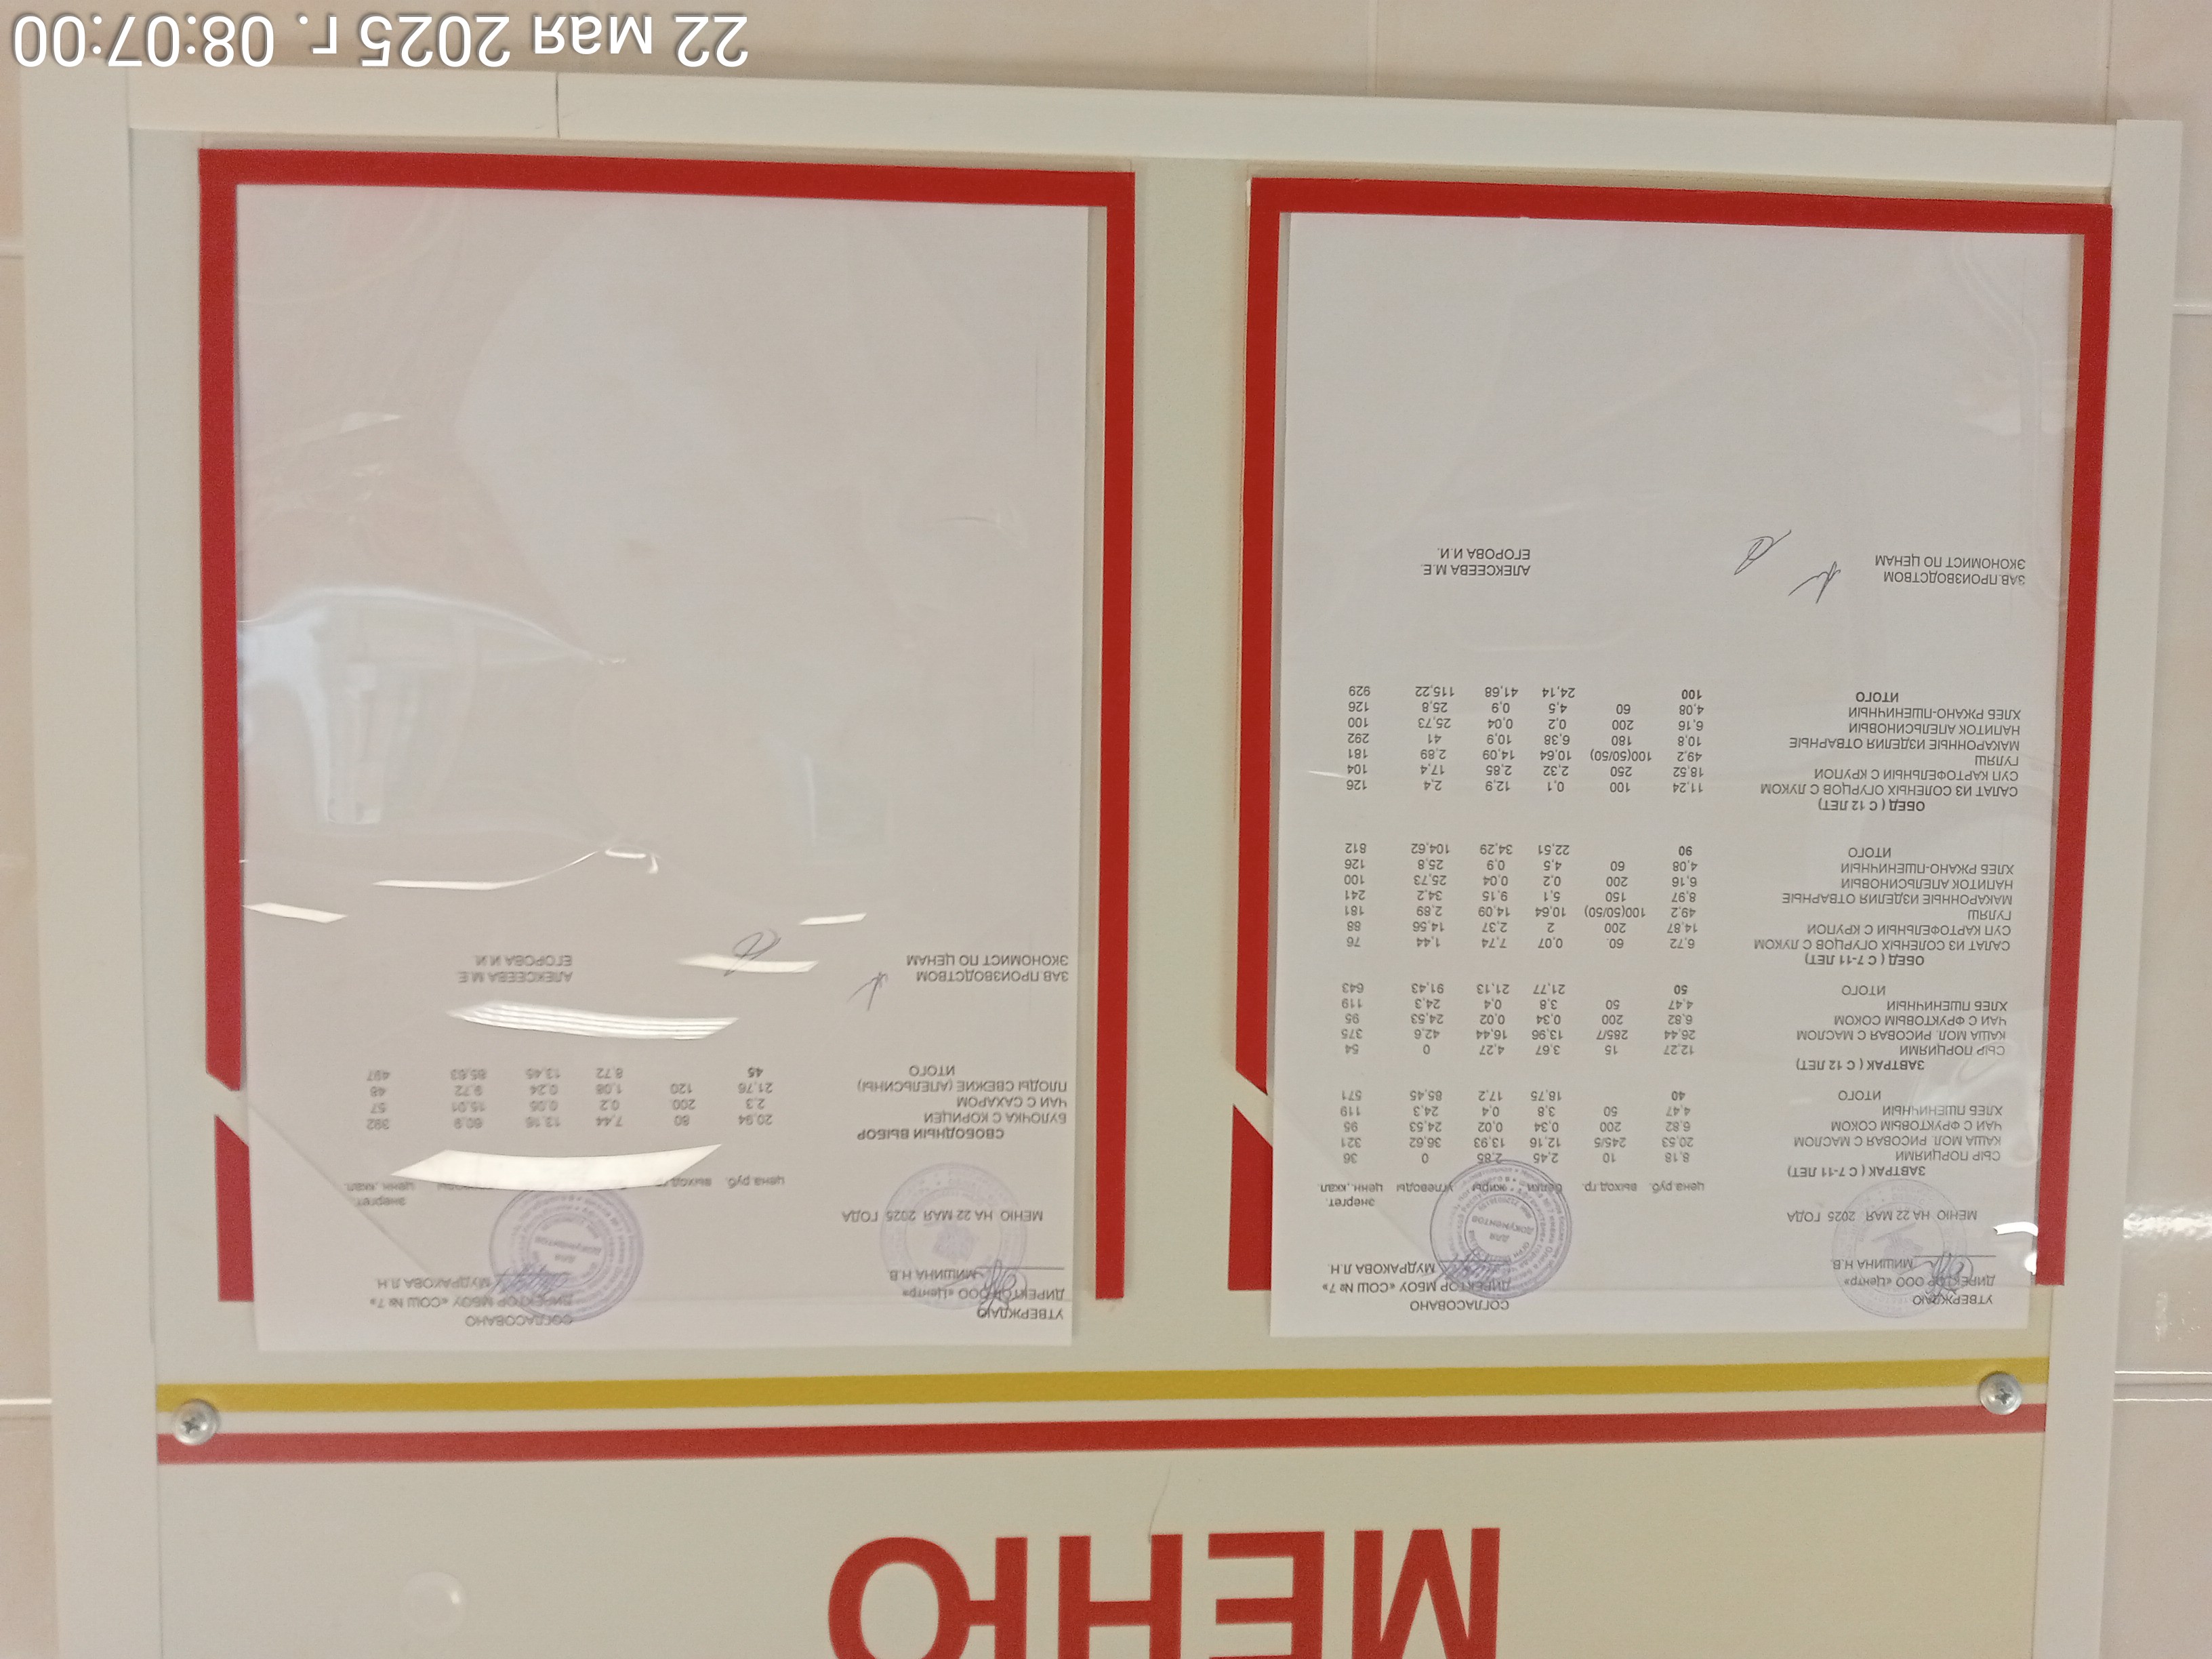 МЕНЮ
УТВЕРЖДАЮ СОГЛАСОВАНО
ДИРЕКТОР ООО «Центр» ДИРЕКТОР МБОУ «СОШ № 7»
МИШИНА Н.В МУДРАКОВА Л.Н.
МЕНЮ НА 22 МАЯ 2025 ГОДА
цена руб. выход.гр. белки жиры углеводы энергет. ценн. ккал.
ЗАВТРАК ( С 7-11 ЛЕТ)
СЫР ПОРЦИЯМИ 8,18 10 2,45 2,85 0 36
КАША МОЛ. РИСОВАЯ С МАСЛОМ 20,53 245/5 12,16 13,93 36,62 321
ЧАЙ С ФРУКТОВЫМ СОКОМ 6,82 200 0,34 0,02 24,53 95
ХЛЕБ ПШЕНИЧНЫЙ 4,47 50 3,8 0,4 24,3 119
ИТОГО 40 18,75 17,2 85,45 571
ЗАВТРАК ( С 12 ЛЕТ)
СЫР ПОРЦИЯМИ 12,27 15 3,67 4,27 0 54
КАША МОЛ. РИСОВАЯ С МАСЛОМ 26,44 285/7 13,96 16,44 42,6 375
ЧАЙ С ФРУКТОВЫМ СОКОМ 6,82 200 0,34 0,02 24,53 95
ХЛЕБ ПШЕНИЧНЫЙ 4,47 50 3,8 0,4 24,3 119
ИТОГО 50 21,77 21,13 91,43 643
ОБЕД ( С 7-11 ЛЕТ)
САЛАТ ИЗ СОЛЕНЫХ ОГУРЦОВ С ЛУКОМ 6,72 60 0,07 7,74 1,44 76
СУП КАРТОФЕЛЬНЫЙ С КРУПОЙ 14,87 200 2 2,37 14,56 88
ГУЛЯШ 49,2 100(50/50) 10,64 14,09 2,89 181
МАКАРОННЫЕ ИЗДЕЛИЯ ОТВАРНЫЕ 8,97 150 5,1 9,15 34,2 241
НАПИТОК АПЕЛЬСИНОВЫЙ 6,16 200 0,2 0,04 25,73 100
ХЛЕБ РЖАНО-ПШЕНИЧНЫЙ 4,08 60 4,5 0,9 25,8 126
ИТОГО 90 22,51 34,29 104,62 812
ОБЕД ( С 12 ЛЕТ)
САЛАТ ИЗ СОЛЕНЫХ ОГУРЦОВ С ЛУКОМ 11,24 100 0,1 12,9 2,4 126
СУП КАРТОФЕЛЬНЫЙ С КРУПОЙ 18,52 250 2,32 2,85 17,4 104
ГУЛЯШ 49,2 100(50/50) 10,64 14,09 2,89 181
МАКАРОННЫЕ ИЗДЕЛИЯ ОТВАРНЫЕ 10,8 180 6,38 10,9 41 292
НАПИТОК АПЕЛЬСИНОВЫЙ 6,16 200 0,2 0,04 25,73 100
ХЛЕБ РЖАНО-ПШЕНИЧНЫЙ 4,08 60 4,5 0,9 25,8 126
ИТОГО 100 24,14 41,68 115,22 929
ЗАВ.ПРОИЗВОДСТВОМ АЛЕКСЕЕВА М.Е.
ЭКОНОМИСТ ПО ЦЕНАМ ЕГОРОВА И.И.
ДЛЯ
ДОКУМЕНТОВ
УТВЕРЖДАЮ СОГЛАСОВАНО
ДИРЕКТОР ООО «Центр» ДИРЕКТОР МБОУ «СОШ № 7»
МИШИНА Н.В МУДРАКОВА Л.Н.
МЕНЮ НА 22 МАЯ 2025 ГОДА
цена руб. выход энергет. ценн. ккал.
СВОБОДНЫЙ ВЫБОР
БУЛОЧКА С КОРИЦЕЙ 20,94 80 7,44 12,16 60,9 392
ЧАЙ С САХАРОМ 2,3 200 0,2 0,05 15,01 57
ПЛОДЫ СВЕЖИЕ (АПЕЛЬСИНЫ) 21,76 120 1,08 0,24 9,72 48
ИТОГО 45 8,72 13,45 85,63 497
ЗАВ.ПРОИЗВОДСТВОМ АЛЕКСЕЕВА М.Е
ЭКОНОМИСТ ПО ЦЕНАМ ЕГОРОВА И.И.
22 мая 2025 г. 08:07:00